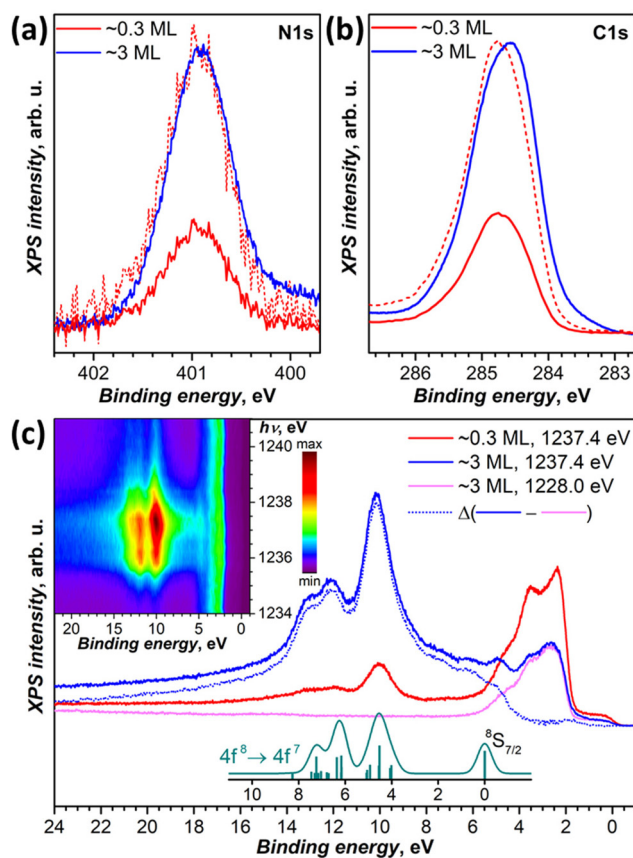 (a)
N1s
~0.3 ML
~3 ML
XPS intensity, arb. u.
402
401
400
Binding energy, eV
(b)
C1s
~0.3 ML
~3 ML
XPS intensity, arb. u.
286
285
284
283
Binding energy, eV
(c)
hν, eV
1240
1238
1236
1234
max
min
20
15
10
5
0
Binding energy, eV
~0.3 ML, 1237.4 eV
~3 ML, 1237.4 eV
~3 ML, 1228.0 eV
Δ( – )
XPS intensity, arb. u.
4f⁸→ 4f⁷
⁸S₇/₂
10
8
6
4
2
0
24
22
20
18
16
14
12
10
8
6
4
2
0
Binding energy, eV